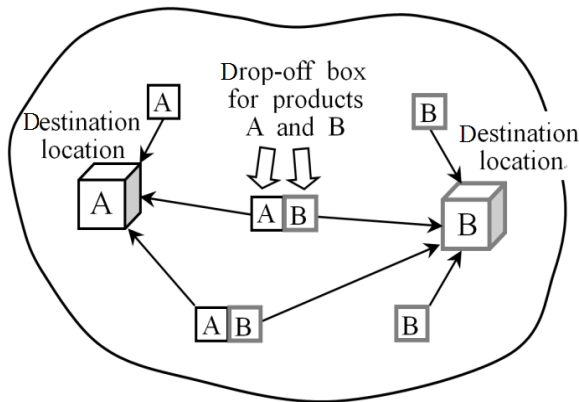 Drop-off box
for products
A and B
A
Destination
location
A
B
Destination
location
B
A B
A B
B